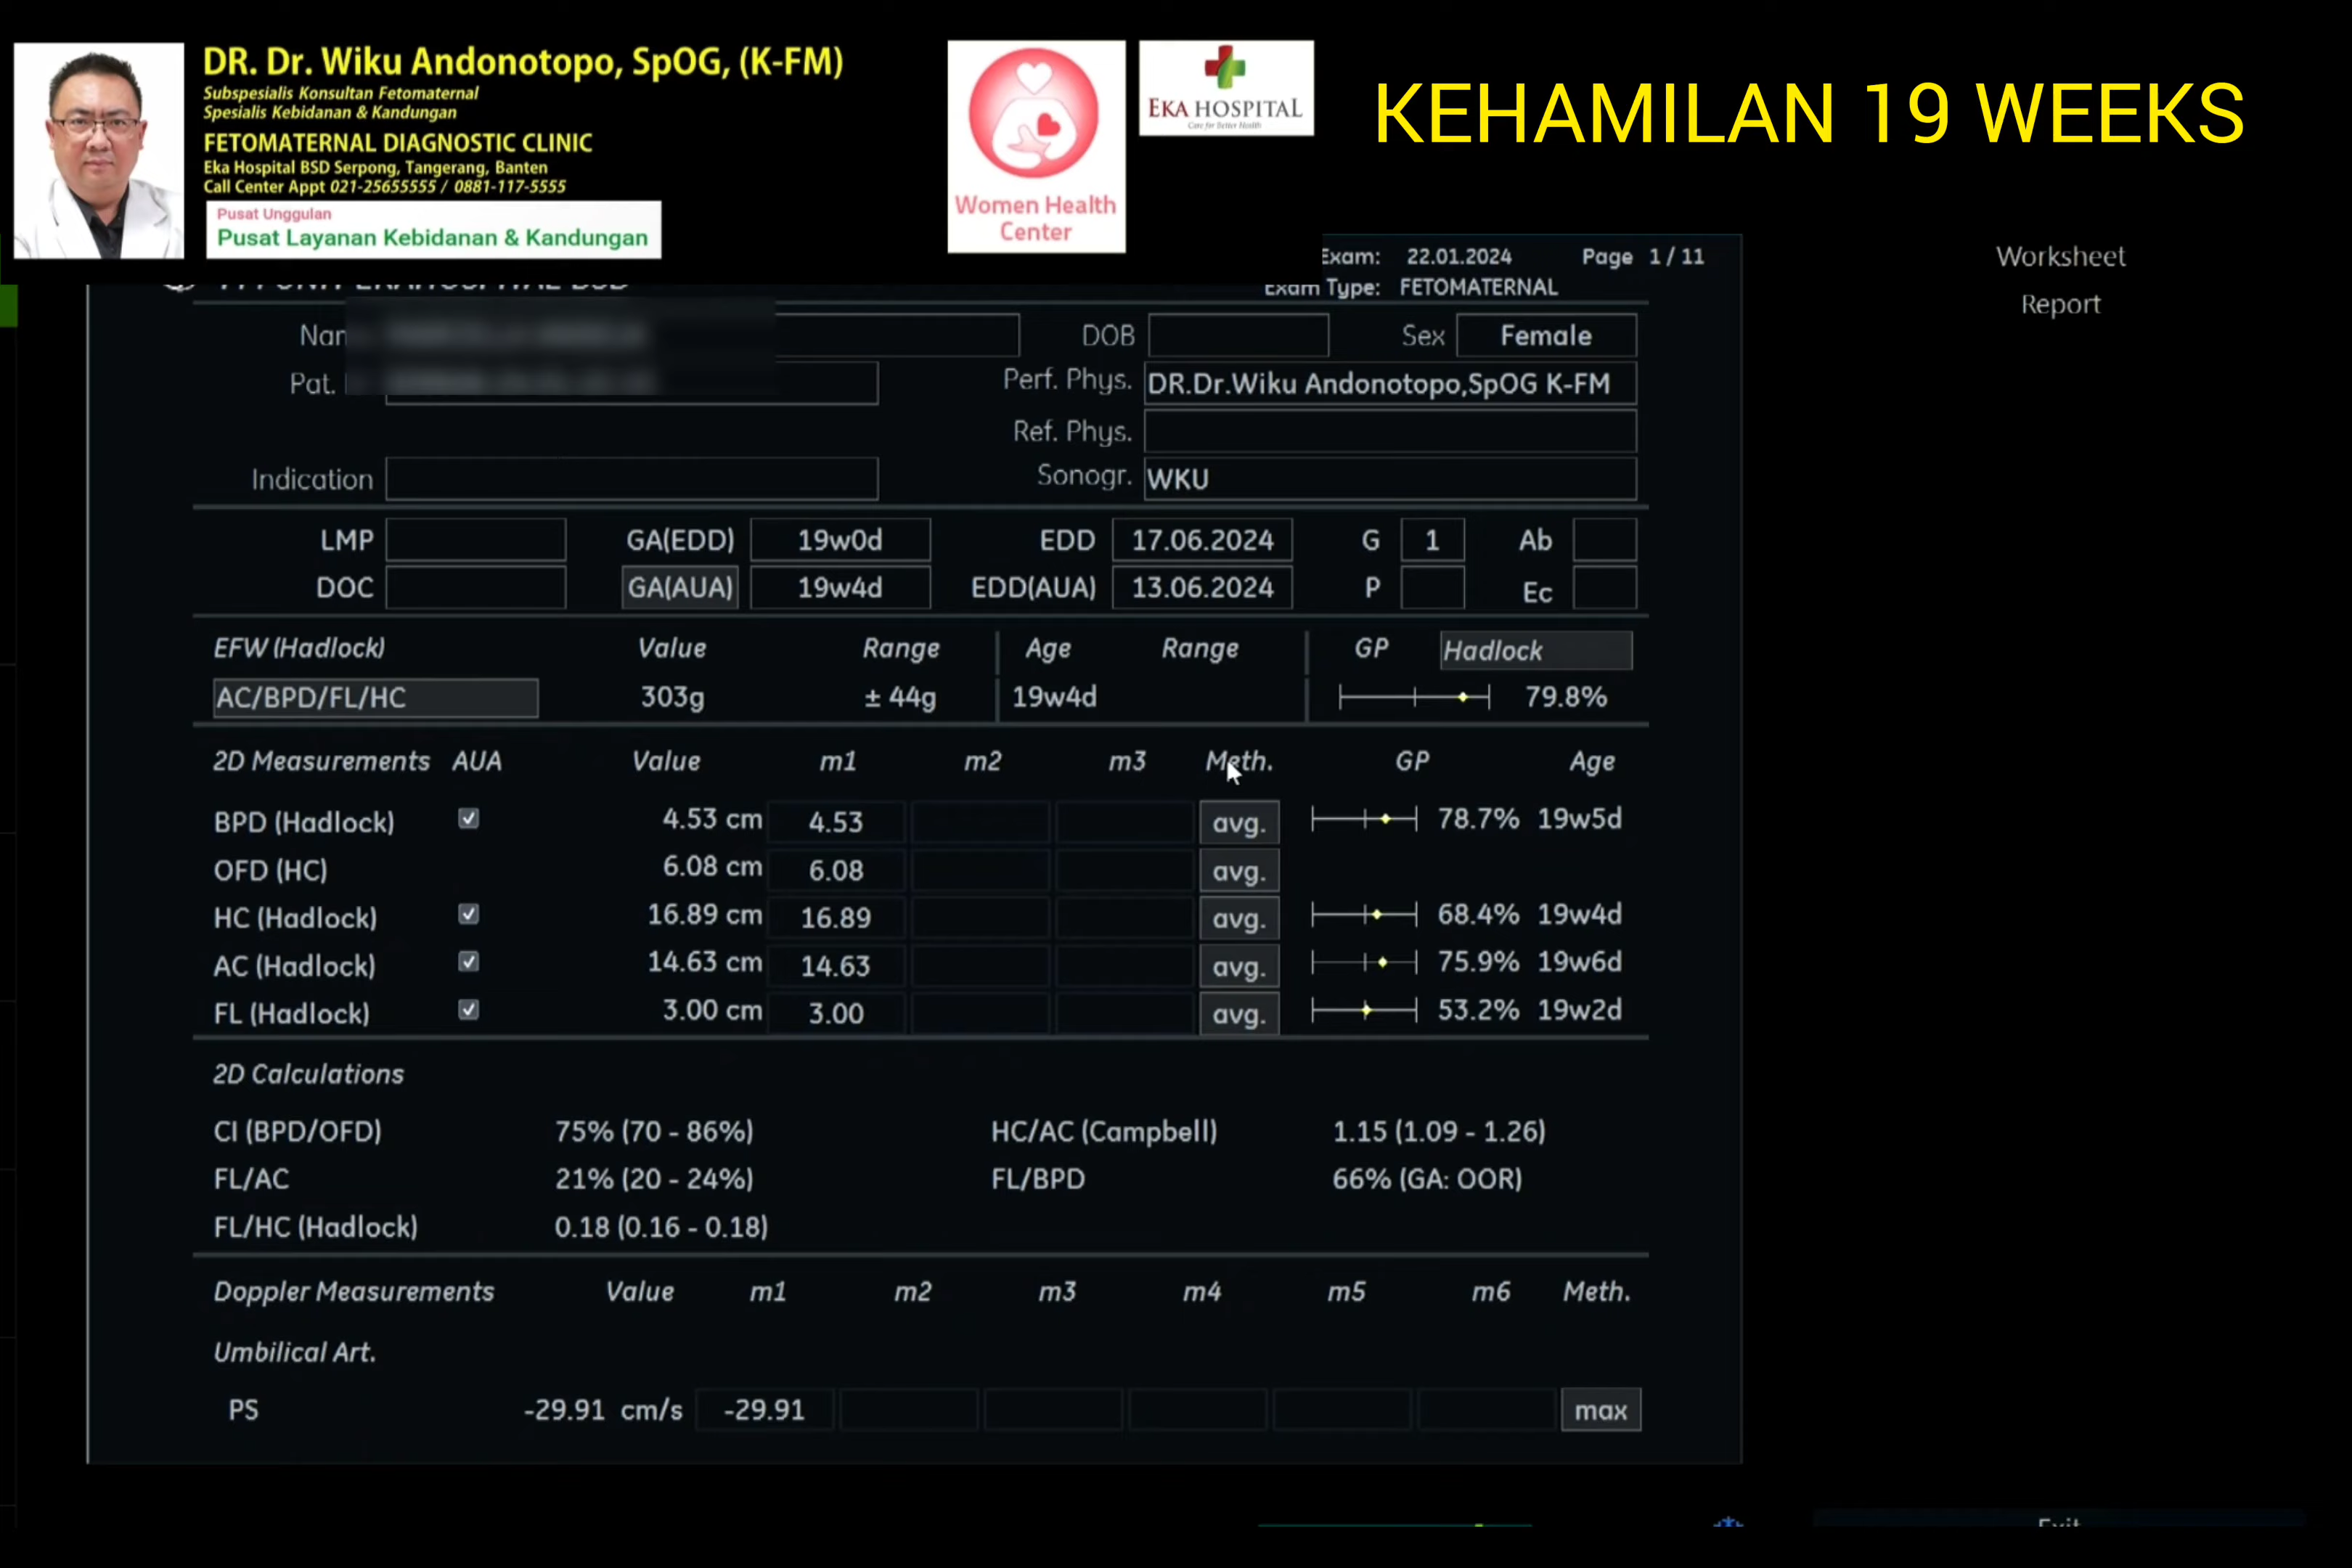 DR. Dr. Wiku Andonotopo, SpOG, (K-FM)
Subspesialis Konsultan Fetomaternal
Spesialis Kebidanan & Kandungan
FETOMATERNAL DIAGNOSTIC CLINIC
Eka Hospital BSD Serpong, Tangerang, Banten
Call Center Appt 021-25655555 / 0881-117-5555
Pusat Unggulan
Pusat Layanan Kebidanan & Kandungan
Women Health
Center
EKA HOSPITAL
Care for Better Health
KEHAMILAN 19 WEEKS
Worksheet
Report
Exam: 22.01.2024 Page 1 / 11
Exam Type: FETOMATERNAL
DOB Sex Female
Pat. Perf. Phys. DR.Dr.Wiku Andonotopo,SpOG K-FM
Ref. Phys.
Indication Sonogr. WKU
LMP GA(EDD) 19w0d EDD 17.06.2024 G 1 Ab
DOC GA(AUA) 19w4d EDD(AUA) 13.06.2024 P Ec
EFW (Hadlock) Value Range Age Range GP Hadlock
AC/BPD/FL/HC 303g ± 44g 19w4d 79.8%
2D Measurements AUA Value m1 m2 m3 Meth. GP Age
BPD (Hadlock) 4.53 cm 4.53 avg. 78.7% 19w5d
OFD (HC) 6.08 cm 6.08 avg.
HC (Hadlock) 16.89 cm 16.89 avg. 68.4% 19w4d
AC (Hadlock) 14.63 cm 14.63 avg. 75.9% 19w6d
FL (Hadlock) 3.00 cm 3.00 avg. 53.2% 19w2d
2D Calculations
CI (BPD/OFD) 75% (70 - 86%) HC/AC (Campbell) 1.15 (1.09 - 1.26)
FL/AC 21% (20 - 24%) FL/BPD 66% (GA: OOR)
FL/HC (Hadlock) 0.18 (0.16 - 0.18)
Doppler Measurements Value m1 m2 m3 m4 m5 m6 Meth.
Umbilical Art.
PS -29.91 cm/s -29.91 max